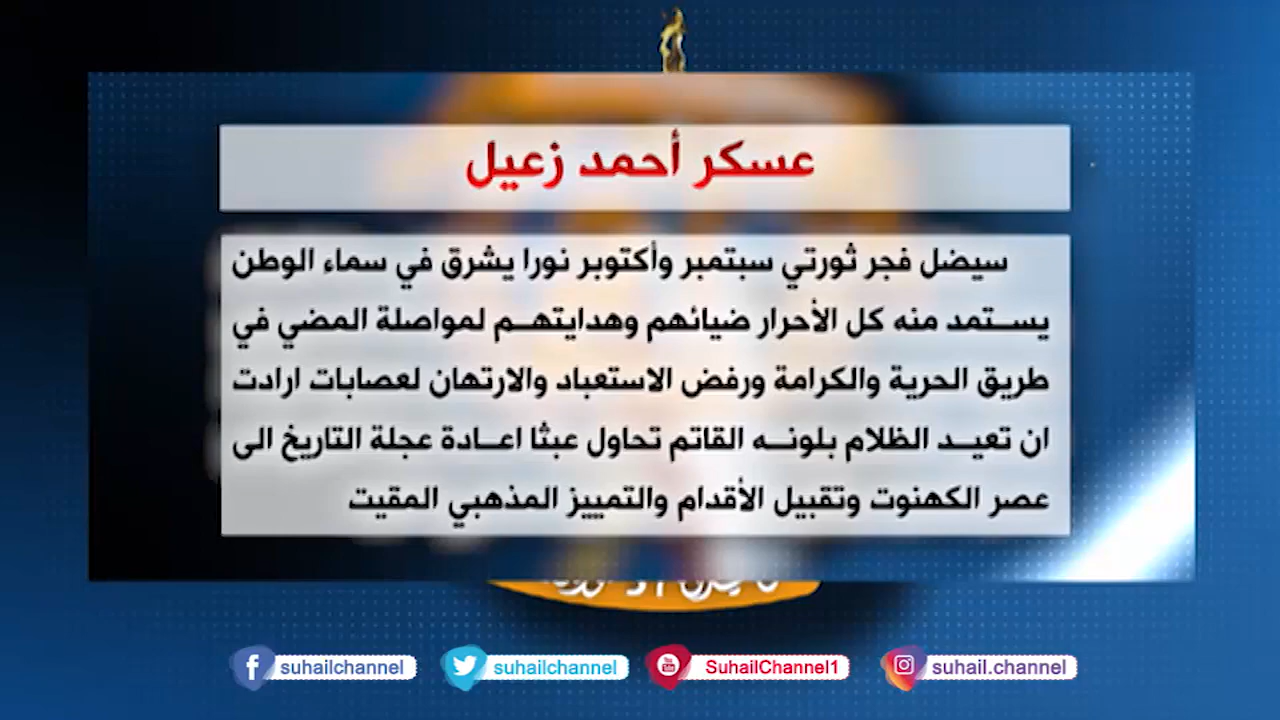 عسكر أحمد زعيل
سيضل فجر ثورتي سبتمبر وأكتوبر نورا يشرق في سماء الوطن
يستمد منه كل الأحرار ضيائهم وهدايتهم لمواصلة المضي في
طريق الحرية والكرامة ورفض الاستعباد والارتهان لعصابات ارادت
ان تعيد الظلام بلونه القاتم تحاول عبثا اعادة عجلة التاريخ الى
عصر الكهنوت وتقبيل الأقدام والتمييز المذهبي المقيت
suhailchannel suhailchannel SuhailChannel1 suhail.channel